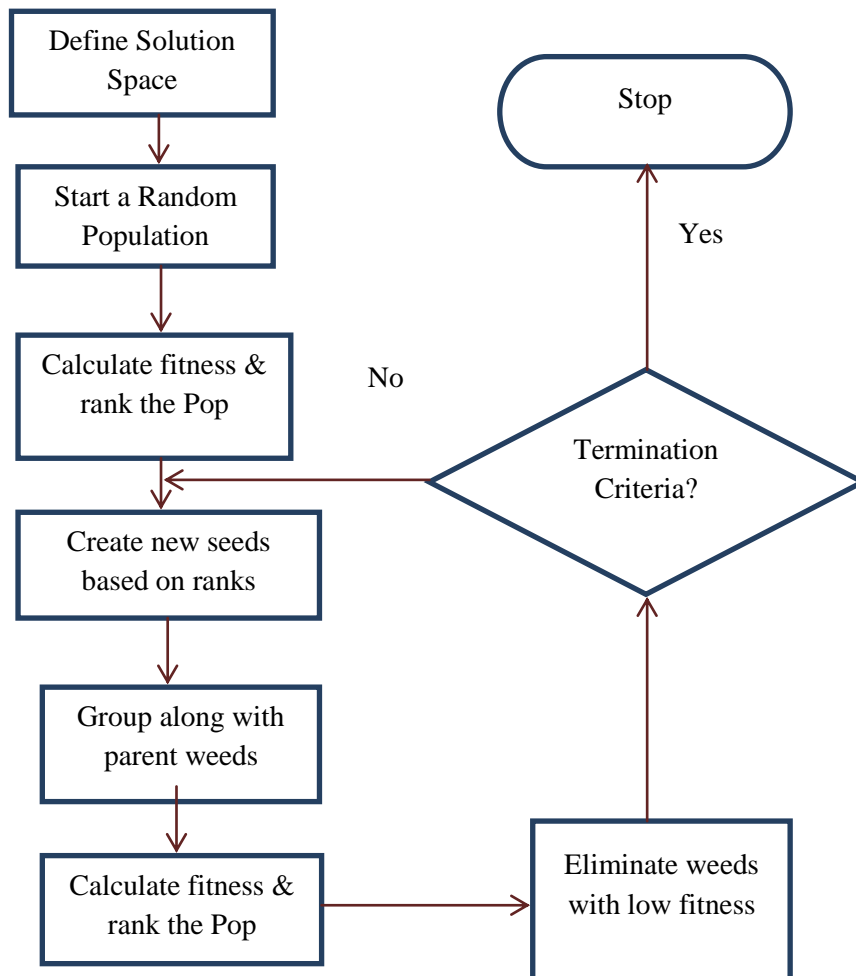 Define Solution
Space
Start a Random
Population
Calculate fitness &
rank the Pop
Create new seeds
based on ranks
Group along with
parent weeds
Calculate fitness &
rank the Pop
Eliminate weeds
with low fitness
Termination
Criteria?
No
Yes
Stop